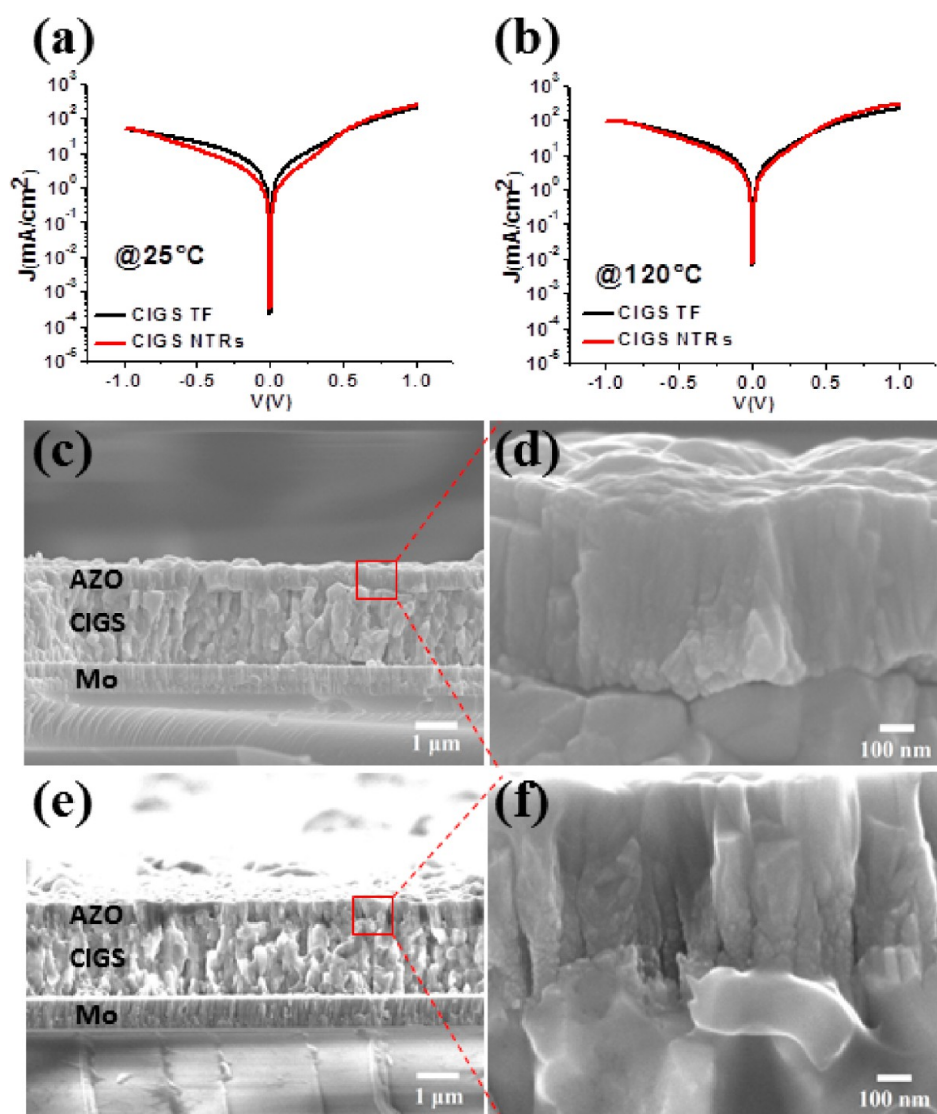 (a)
10³
10²
10¹
10⁰
10⁻¹
10⁻²
10⁻³
10⁻⁴
10⁻⁵
J(mA/cm²)
@25°C
CIGS TF
CIGS NTRs
-1.0 -0.5 0.0 0.5 1.0
V(V)
(b)
10³
10²
10¹
10⁰
10⁻¹
10⁻²
10⁻³
10⁻⁴
10⁻⁵
J(mA/cm²)
@120°C
CIGS TF
CIGS NTRs
-1.0 -0.5 0.0 0.5 1.0
V(V)
(c)
AZO
CIGS
Mo
1 μm
(d)
100 nm
(e)
AZO
CIGS
Mo
1 μm
(f)
100 nm